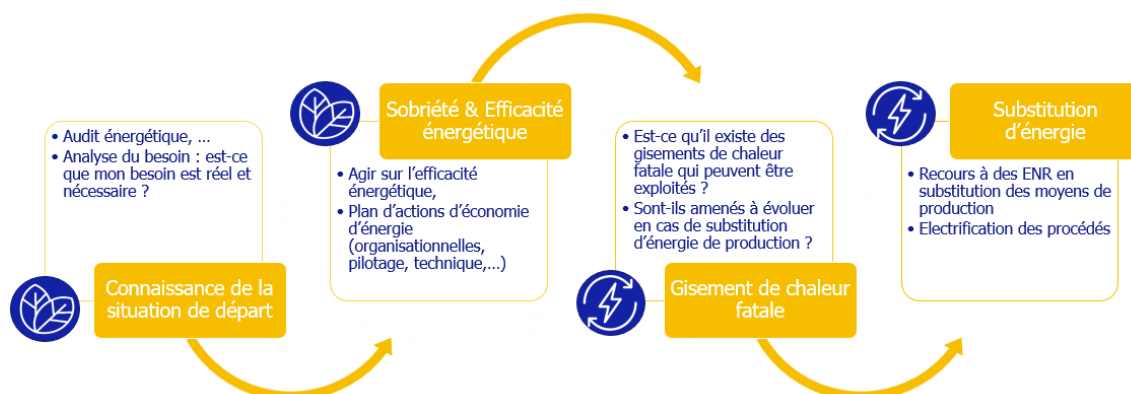 • Audit énergétique, …
• Analyse du besoin : est-ce
que mon besoin est réel et
nécessaire ?
Connaissance de la
situation de départ
Sobriété & Efficacité
énergétique
• Agir sur l'efficacité
énergétique,
• Plan d'actions d'économie
d'énergie
(organisationnelles,
pilotage, technique,…)
• Est-ce qu'il existe des
gisements de chaleur
fatale qui peuvent être
exploités ?
• Sont-ils amenés à évoluer
en cas de substitution
d'énergie de production ?
Gisement de chaleur
fatale
Substitution
d'énergie
• Recours à des ENR en
substitution des moyens de
production
• Electrification des procédés